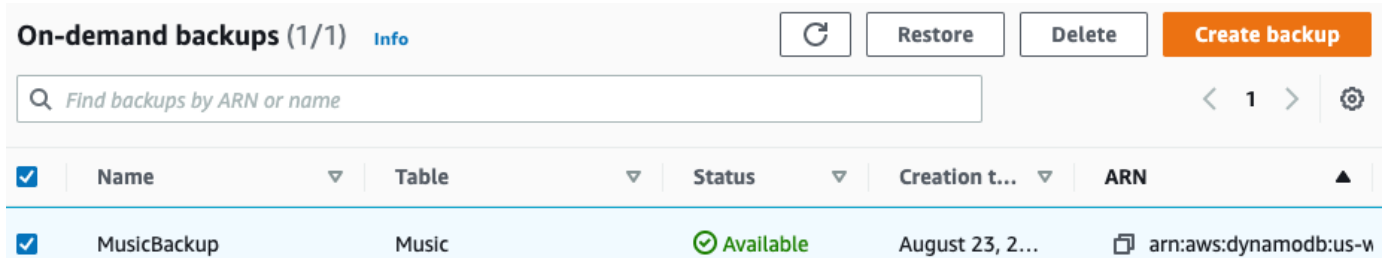 On-demand backups (1/1) Info Restore Delete Create backup
Find backups by ARN or name 1
Name Table Status Creation t... ARN
MusicBackup Music Available August 23, 2... arn:aws:dynamodb:us-w